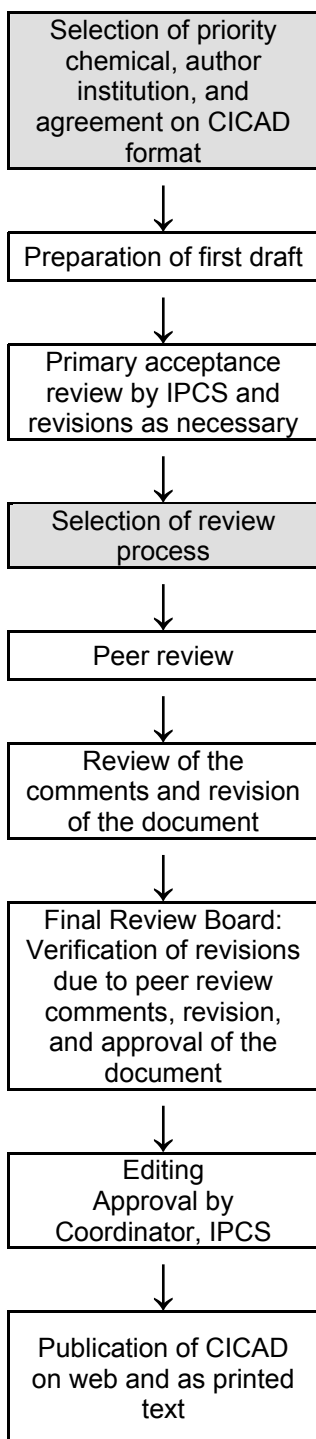 Selection of priority
chemical, author
institution, and
agreement on CICAD
format
Preparation of first draft
Primary acceptance
review by IPCS and
revisions as necessary
Selection of review
process
Peer review
Review of the
comments and revision
of the document
Final Review Board:
Verification of revisions
due to peer review
comments, revision,
and approval of the
document
Editing
Approval by
Coordinator, IPCS
Publication of CICAD
on web and as printed
text